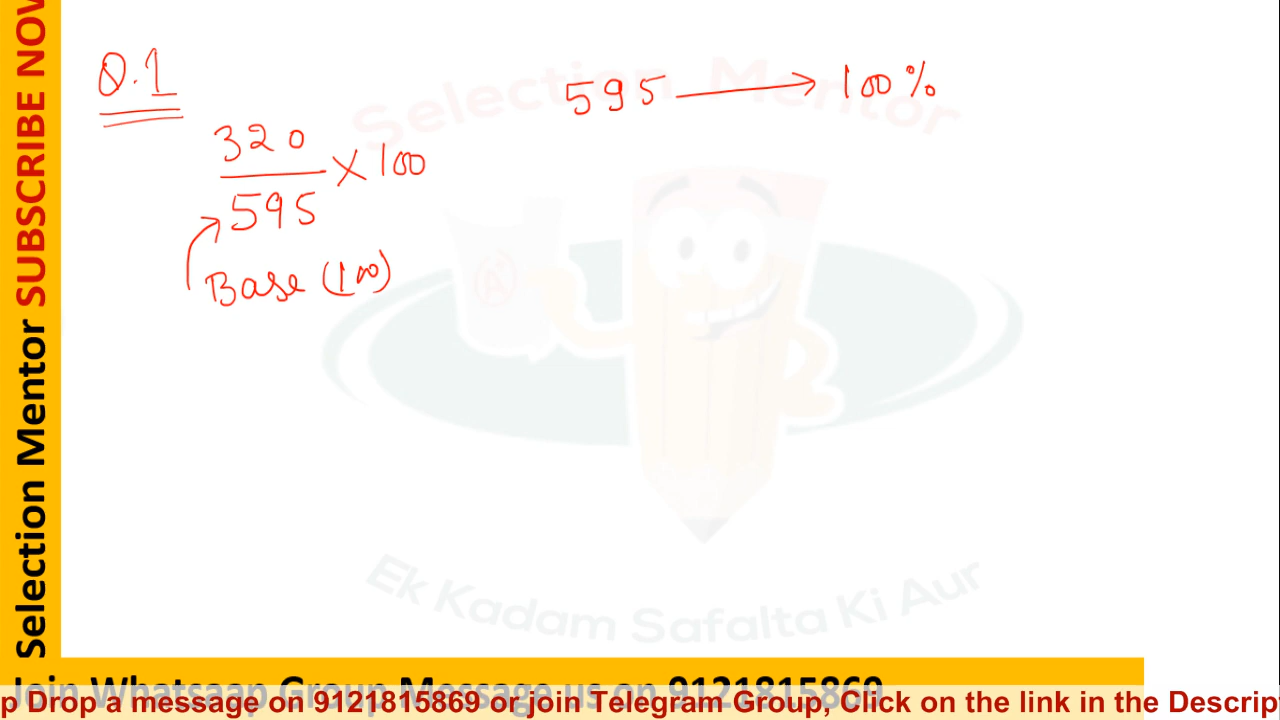 Selection Mentor SUBSCRIBE NOW
Q.1
320
595
× 100
Base (100)
595 → 100 %
Selection Mentor
A+
Ek Kadam Safalta Ki Aur
Join Whatsaap Group Message us on 9121815869
p Drop a message on 9121815869 or join Telegram Group, Click on the link in the Descrip